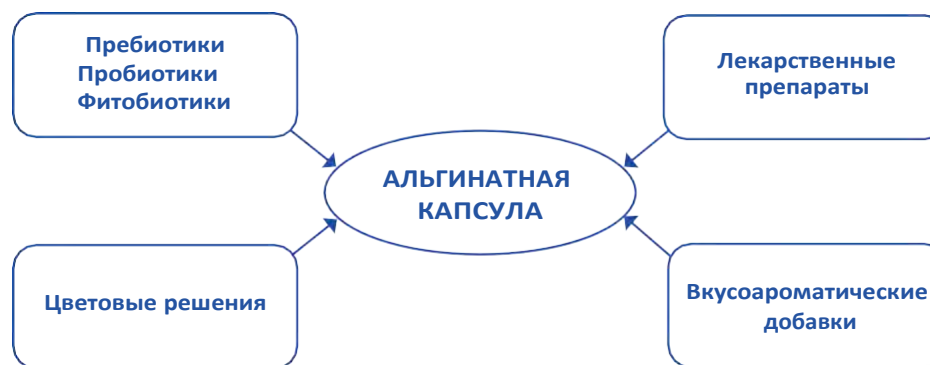 Пребиотики
Пробиотики
Фитобиотики
Лекарственные
препараты
АЛЬГИНАТНАЯ
КАПСУЛА
Цветовые решения
Вкусоароматические
добавки